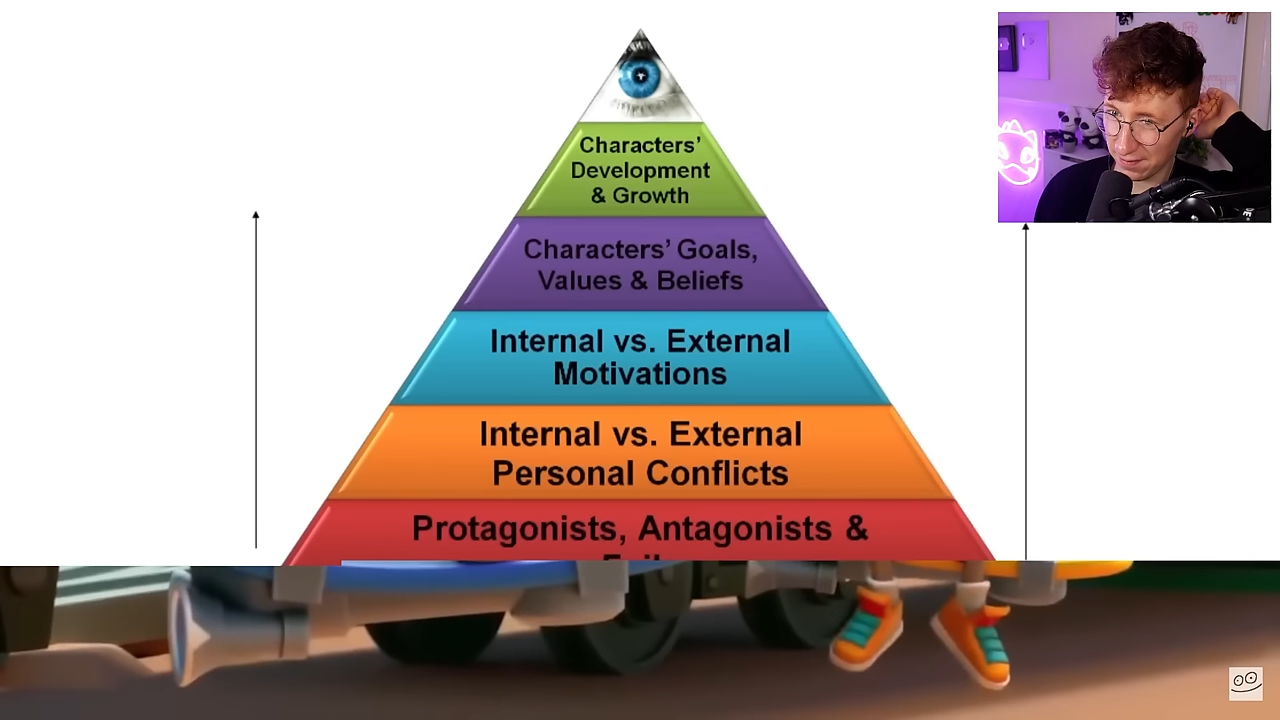 Characters'
Development
& Growth
Characters' Goals,
Values & Beliefs
Internal vs. External
Motivations
Internal vs. External
Personal Conflicts
Protagonists, Antagonists &